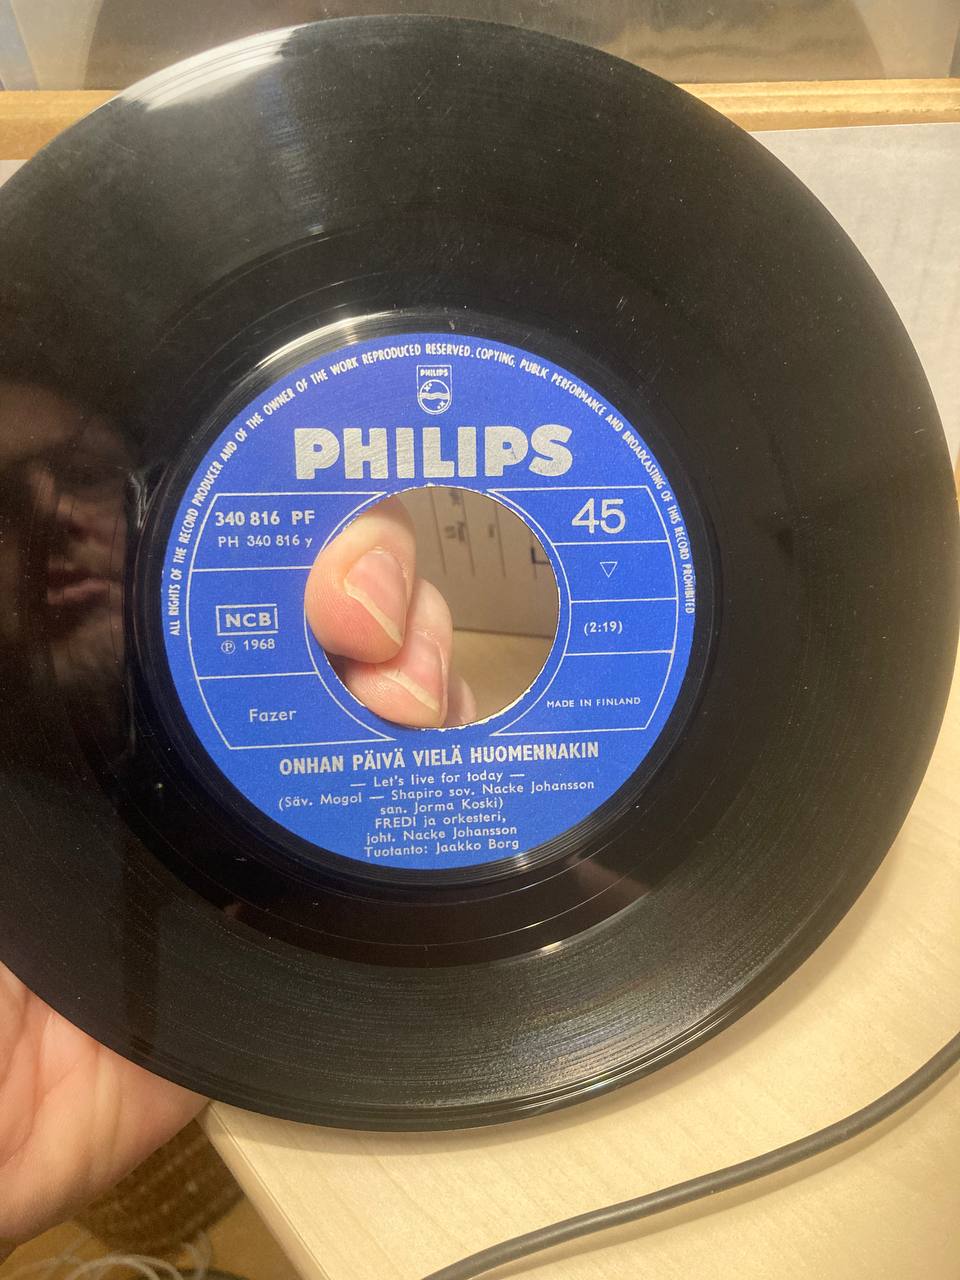 ALL RIGHTS OF THE RECORD PRODUCER AND OF THE OWNER OF THE WORK REPRODUCED RESERVED. COPYING, PUBLIC PERFORMANCE AND BROADCASTING OF THIS RECORD PROHIBITED
PHILIPS
PHILIPS
340 816 PF
PH 340 816 y
45
▽
NCB
℗ 1968
(2:19)
Fazer
MADE IN FINLAND
ONHAN PÄIVÄ VIELÄ HUOMENNAKIN
— Let's live for today —
(Säv. Mogol — Shapiro sov. Nacke Johansson
san. Jorma Koski)
FREDI ja orkesteri,
joht. Nacke Johansson
Tuotanto: Jaakko Borg